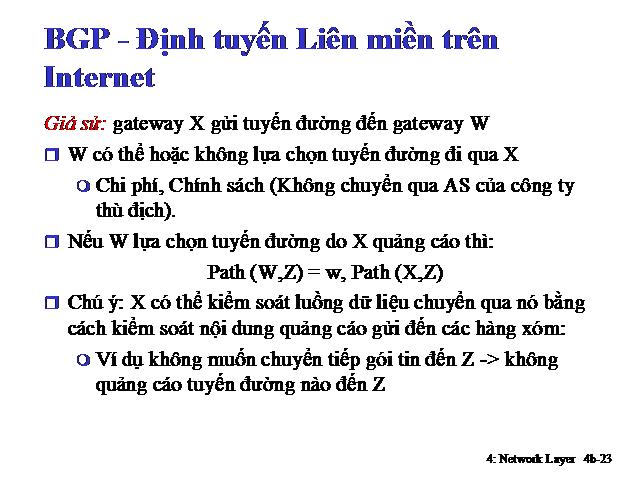 BGP - Định tuyến Liên miền trên
Internet
Giả sử: gateway X gửi tuyến đường đến gateway W
W có thể hoặc không lựa chọn tuyến đường đi qua X
Chi phí, Chính sách (Không chuyển qua AS của công ty
thù địch).
Nếu W lựa chọn tuyến đường do X quảng cáo thì:
Path (W,Z) = w, Path (X,Z)
Chú ý: X có thể kiểm soát luồng dữ liệu chuyển qua nó bằng
cách kiểm soát nội dung quảng cáo gửi đến các hàng xóm:
Ví dụ không muốn chuyển tiếp gói tin đến Z -> không
quảng cáo tuyến đường nào đến Z
4: Network Layer 4b-23